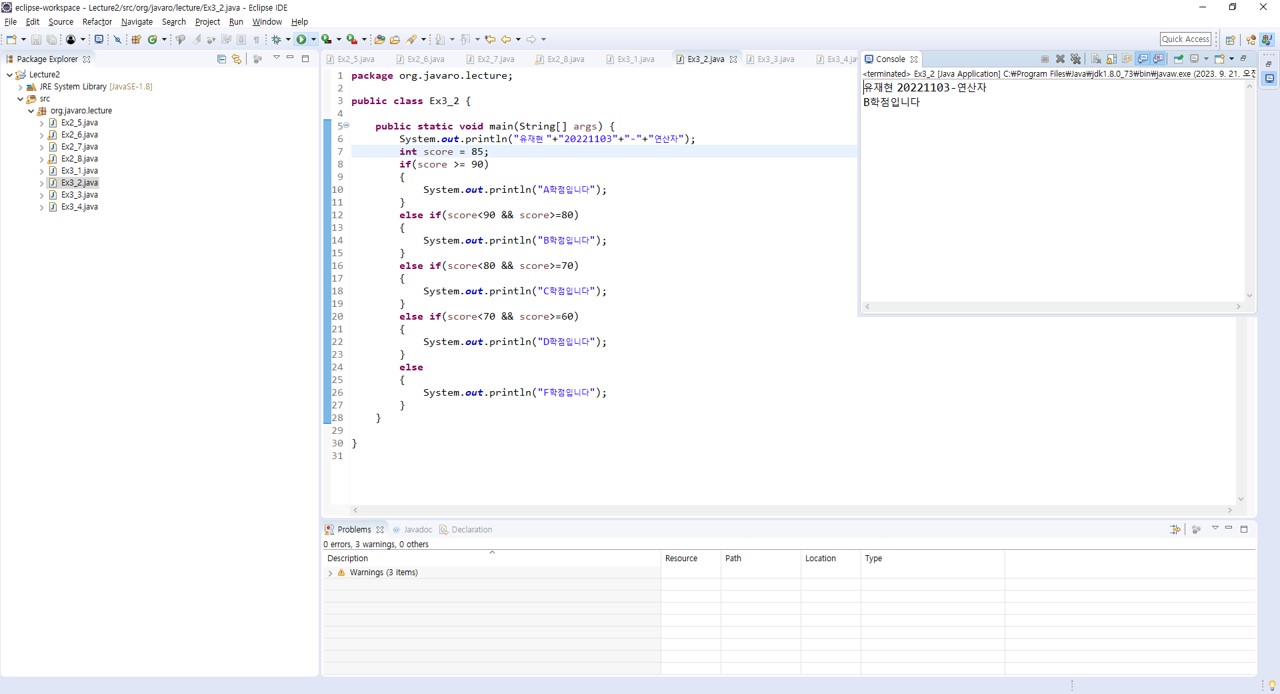 eclipse-workspace - Lecture2/src/org/javaro/lecture/Ex3_2.java - Eclipse IDE
File Edit Source Refactor Navigate Search Project Run Window Help
Quick Access
Package Explorer
Lecture2
JRE System Library [JavaSE-1.8]
src
org.javaro.lecture
Ex2_5.java
Ex2_6.java
Ex2_7.java
Ex2_8.java
Ex3_1.java
Ex3_2.java
Ex3_3.java
Ex3_4.java
Ex2_5.java Ex2_6.java Ex2_7.java Ex2_8.java Ex3_1.java Ex3_2.java Ex3_3.java Ex3_4.ja
1 package org.javaro.lecture;
2
3 public class Ex3_2 {
4
5 public static void main(String[] args) {
6 System.out.println("유재현 "+"20221103"+"-"+"연산자");
7 int score = 85;
8 if(score >= 90)
9 {
10 System.out.println("A학점입니다");
11 }
12 else if(score<90 && score>=80)
13 {
14 System.out.println("B학점입니다");
15 }
16 else if(score<80 && score>=70)
17 {
18 System.out.println("C학점입니다");
19 }
20 else if(score<70 && score>=60)
21 {
22 System.out.println("D학점입니다");
23 }
24 else
25 {
26 System.out.println("F학점입니다");
27 }
28 }
29
30 }
31
Console
<terminated> Ex3_2 [Java Application] C:₩Program Files₩Java₩jdk1.8.0_73₩bin₩javaw.exe (2023. 9. 21. 오전
유재현 20221103-연산자
B학점입니다
Problems Javadoc Declaration
0 errors, 3 warnings, 0 others
Description Resource Path Location Type
Warnings (3 items)